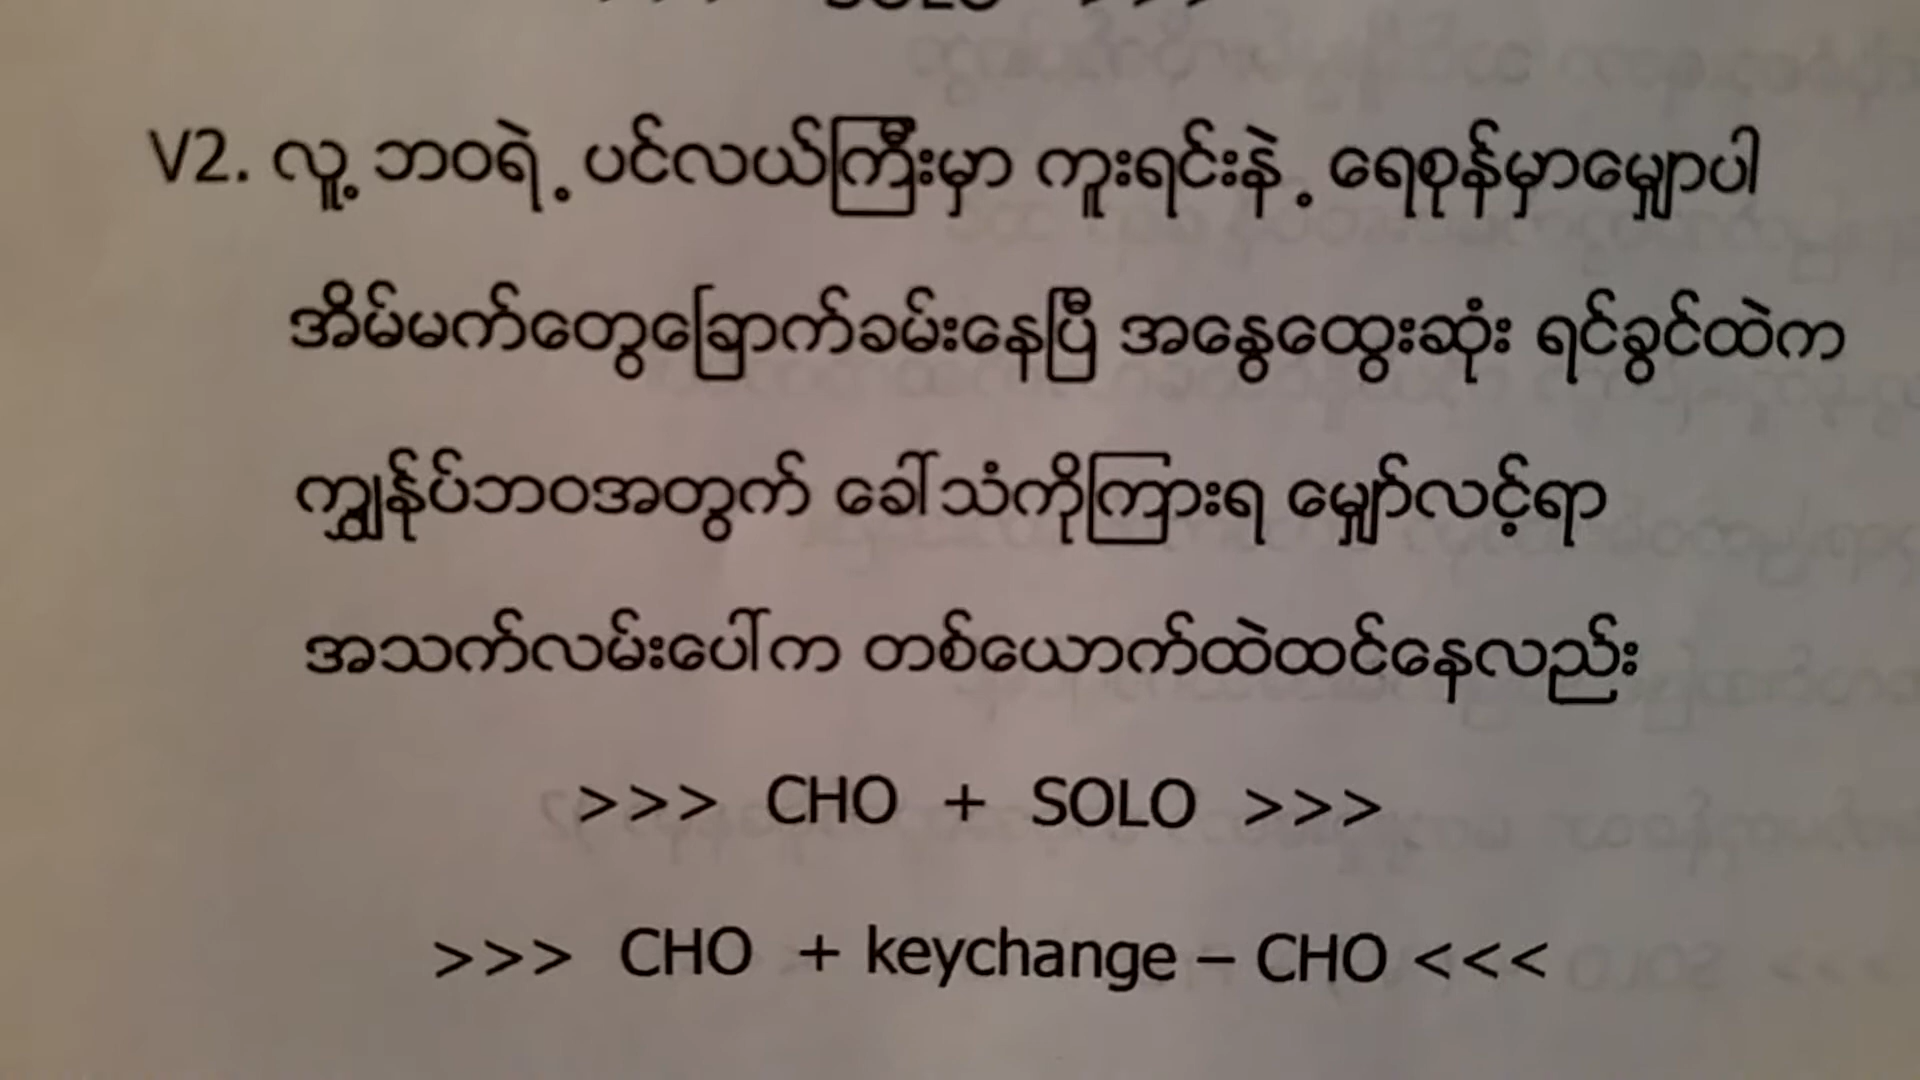 V2. လူ့ ဘဝရဲ့ ပင်လယ်ကြီးမှာ ကူးရင်းနဲ့ ရေစုန်မှာမျှောပါ
အိမ်မက်တွေခြောက်ခမ်းနေပြီ အနွေထွေးဆုံး ရင်ခွင်ထဲက
ကျွန်ုပ်ဘဝအတွက် ခေါ်သံကိုကြားရ မျှော်လင့်ရာ
အသက်လမ်းပေါ်က တစ်ယောက်ထဲထင်နေလည်း
>>> CHO + SOLO >>>
>>> CHO + keychange – CHO <<<